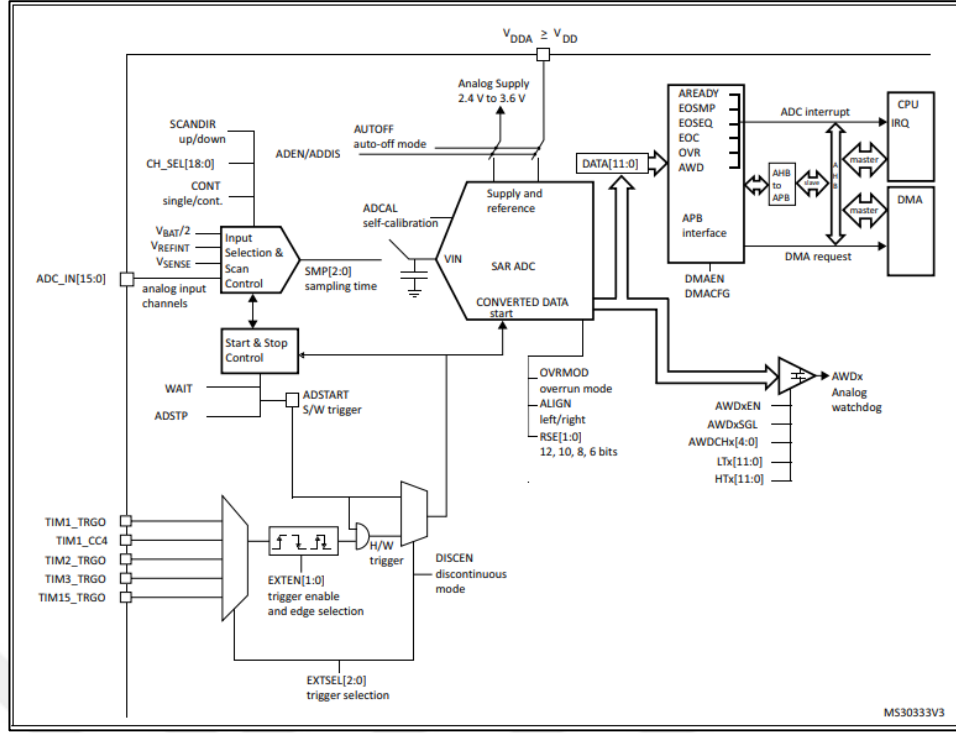 VDDA ≥ VDD
Analog Supply
2.4 V to 3.6 V
SCANDIR
up/down
CH_SEL[18:0]
CONT
single/cont.
AUTOFF
auto-off mode
ADEN/ADDIS
ADCAL
self-calibration
Supply and
reference
VIN
SAR ADC
CONVERTED DATA
start
VBAT/2
VREFINT
VSENSE
ADC_IN[15:0]
analog input
channels
Input
Selection &
Scan
Control
SMP[2:0]
sampling time
Start & Stop
Control
WAIT
ADSTP
ADSTART
S/W trigger
DATA[11:0]
AREADY
EOSMP
EOSEQ
EOC
OVR
AWD
APB
interface
DMAEN
DMACFG
ADC interrupt
AHB
to
APB
slave
AHB
master
master
CPU
IRQ
DMA
DMA request
OVRMOD
overrun mode
ALIGN
left/right
RSE[1:0]
12, 10, 8, 6 bits
AWDx
Analog
watchdog
AWDxEN
AWDxSGL
AWDCHx[4:0]
LTx[11:0]
HTx[11:0]
TIM1_TRGO
TIM1_CC4
TIM2_TRGO
TIM3_TRGO
TIM15_TRGO
EXTEN[1:0]
trigger enable
and edge selection
H/W
trigger
DISCEN
discontinuous
mode
EXTSEL[2:0]
trigger selection
MS30333V3